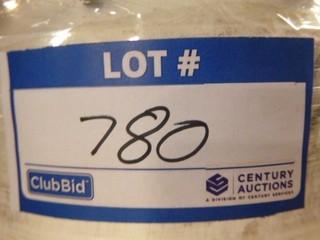 LOT #
780
ClubBid
CENTURY
AUCTIONS
A DIVISION OF CENTURY SERVICES